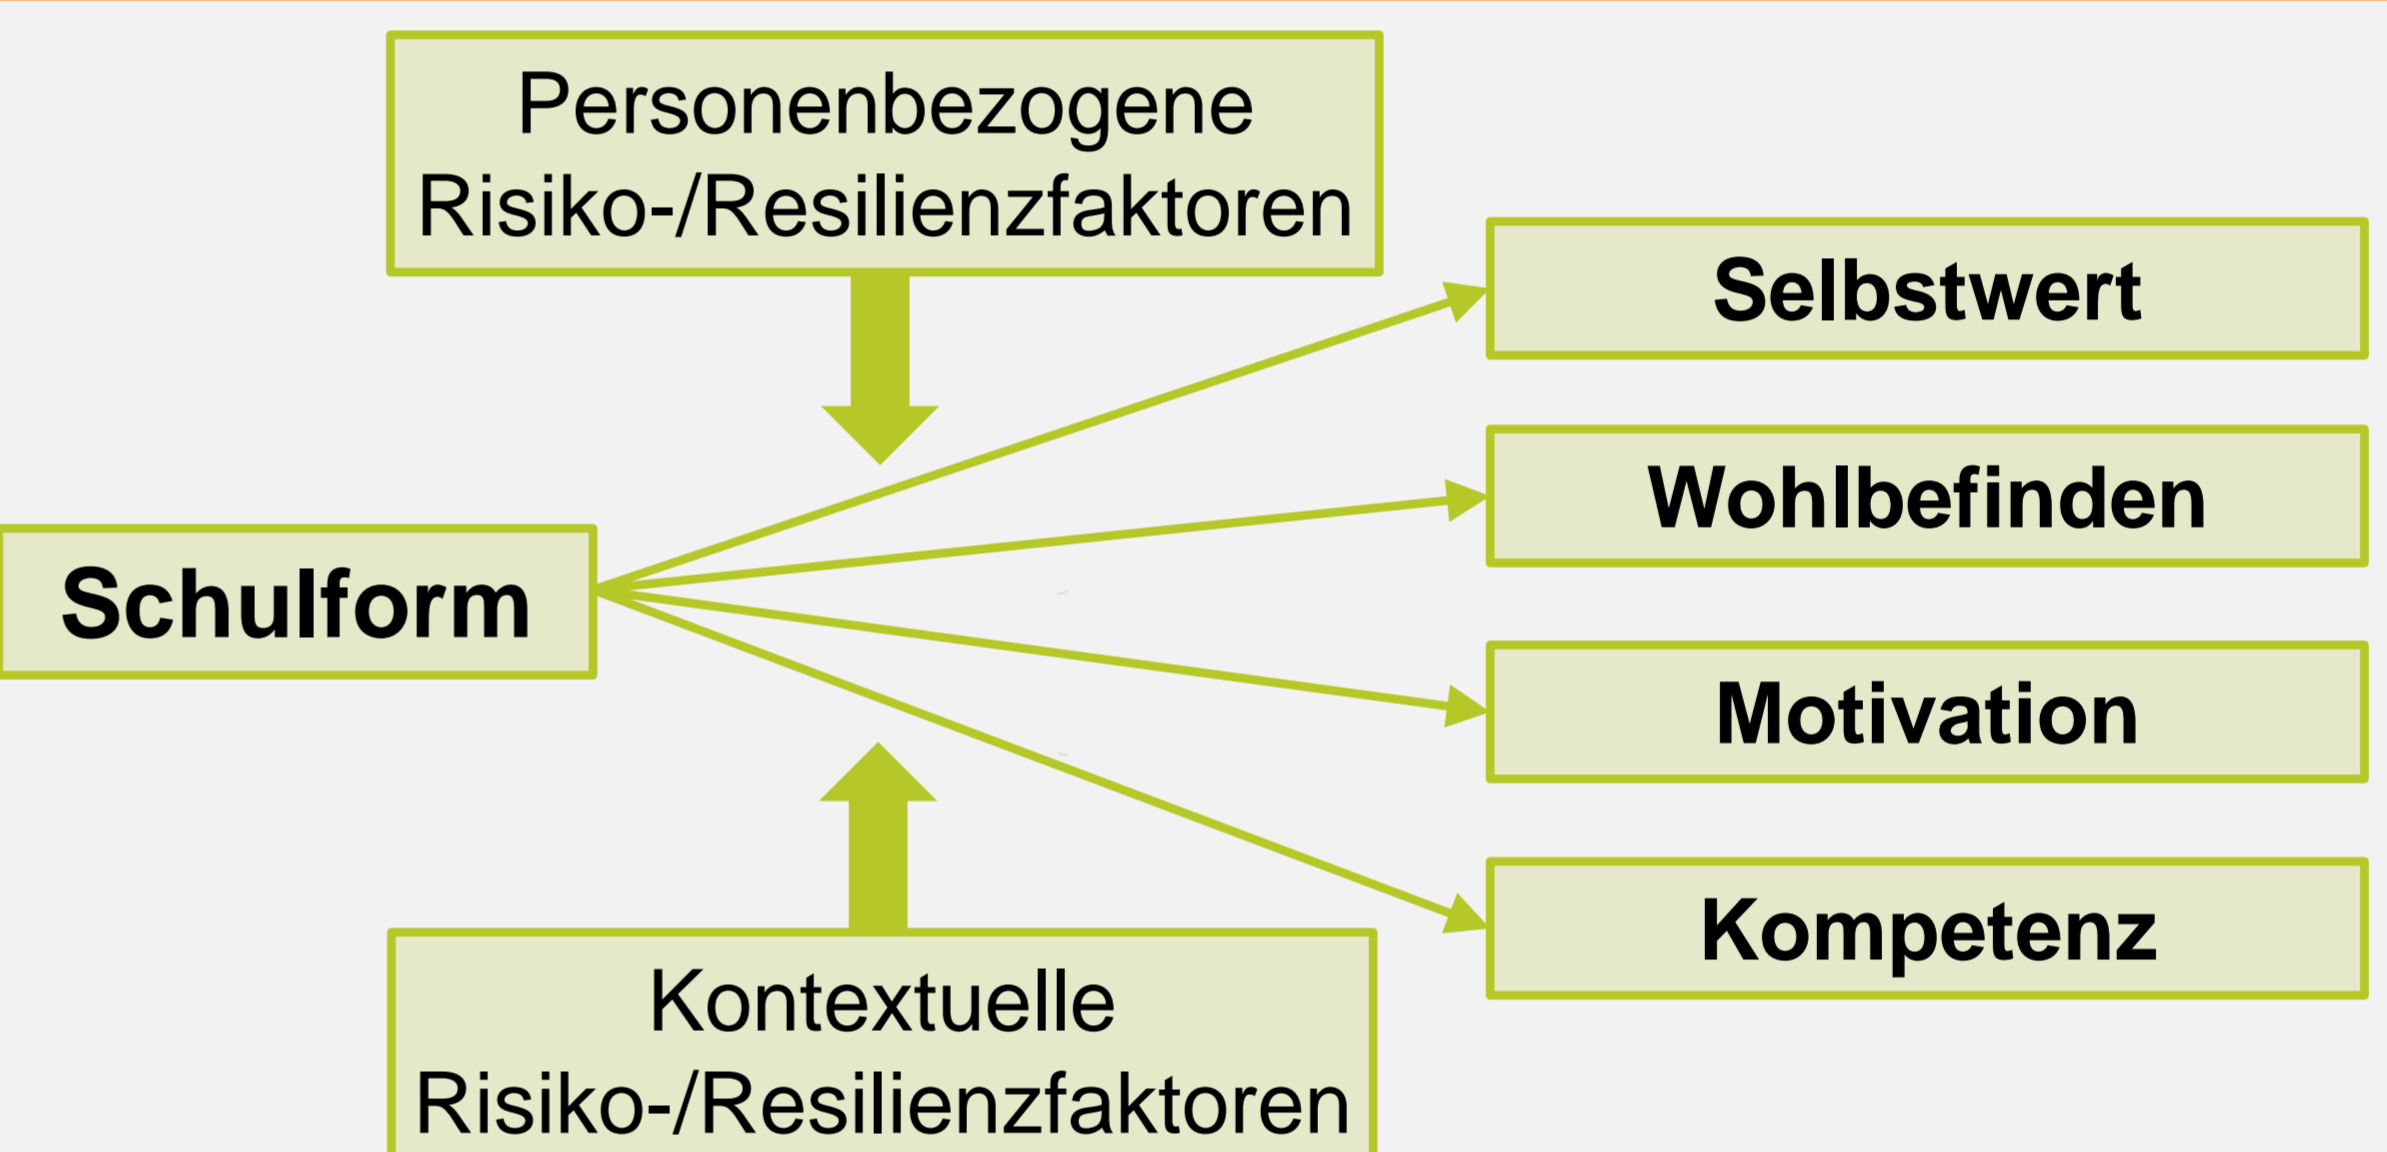 Personenbezogene
Risiko-/Resilienzfaktoren
Selbstwert
Wohlbefinden
Schulform
Motivation
Kompetenz
Kontextuelle
Risiko-/Resilienzfaktoren